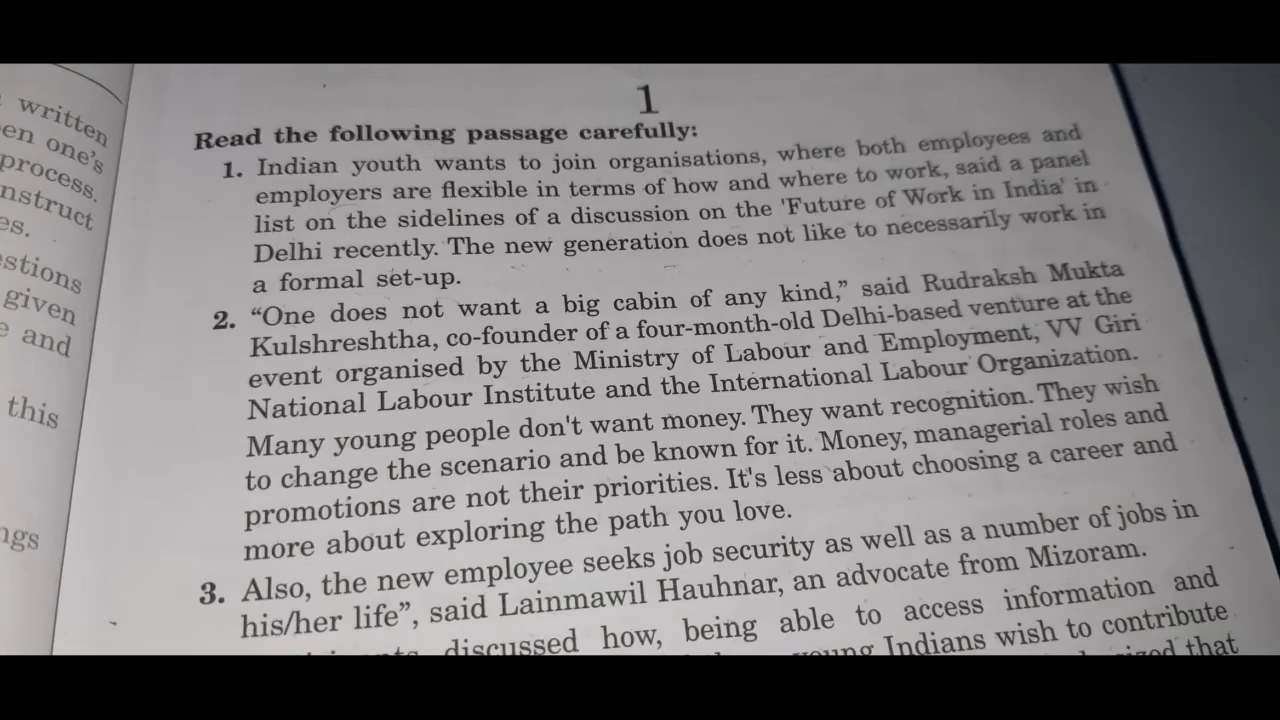 written
en one's
process.
nstruct
es.
stions
given
e and
this
ngs
1
Read the following passage carefully:
1. Indian youth wants to join organisations, where both employees and
employers are flexible in terms of how and where to work, said a panel
list on the sidelines of a discussion on the 'Future of Work in India' in
Delhi recently. The new generation does not like to necessarily work in
a formal set-up.
2. “One does not want a big cabin of any kind,” said Rudraksh Mukta
Kulshreshtha, co-founder of a four-month-old Delhi-based venture at the
event organised by the Ministry of Labour and Employment, VV Giri
National Labour Institute and the International Labour Organization.
Many young people don't want money. They want recognition. They wish
to change the scenario and be known for it. Money, managerial roles and
promotions are not their priorities. It's less about choosing a career and
more about exploring the path you love.
3. Also, the new employee seeks job security as well as a number of jobs in
his/her life”, said Lainmawil Hauhnar, an advocate from Mizoram.
discussed how, being able to access information and
young Indians wish to contribute
that